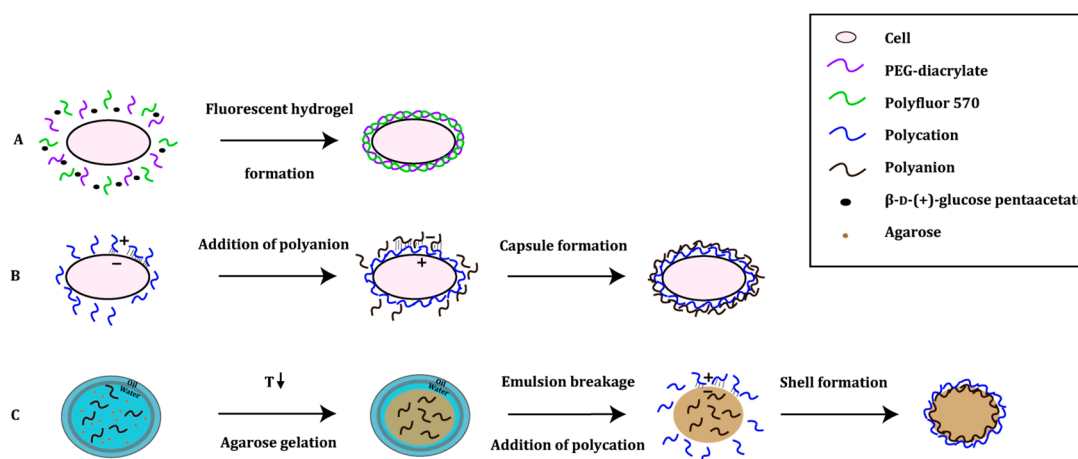 A
Fluorescent hydrogel
formation
B
+
−
Addition of polyanion
−
+
Capsule formation
C
Oil
Water
T↓
Agarose gelation
Oil
Water
Emulsion breakage
Addition of polycation
+
−
Shell formation
Cell
PEG-diacrylate
Polyfluor 570
Polycation
Polyanion
β-D-(+)-glucose pentaacetate
Agarose